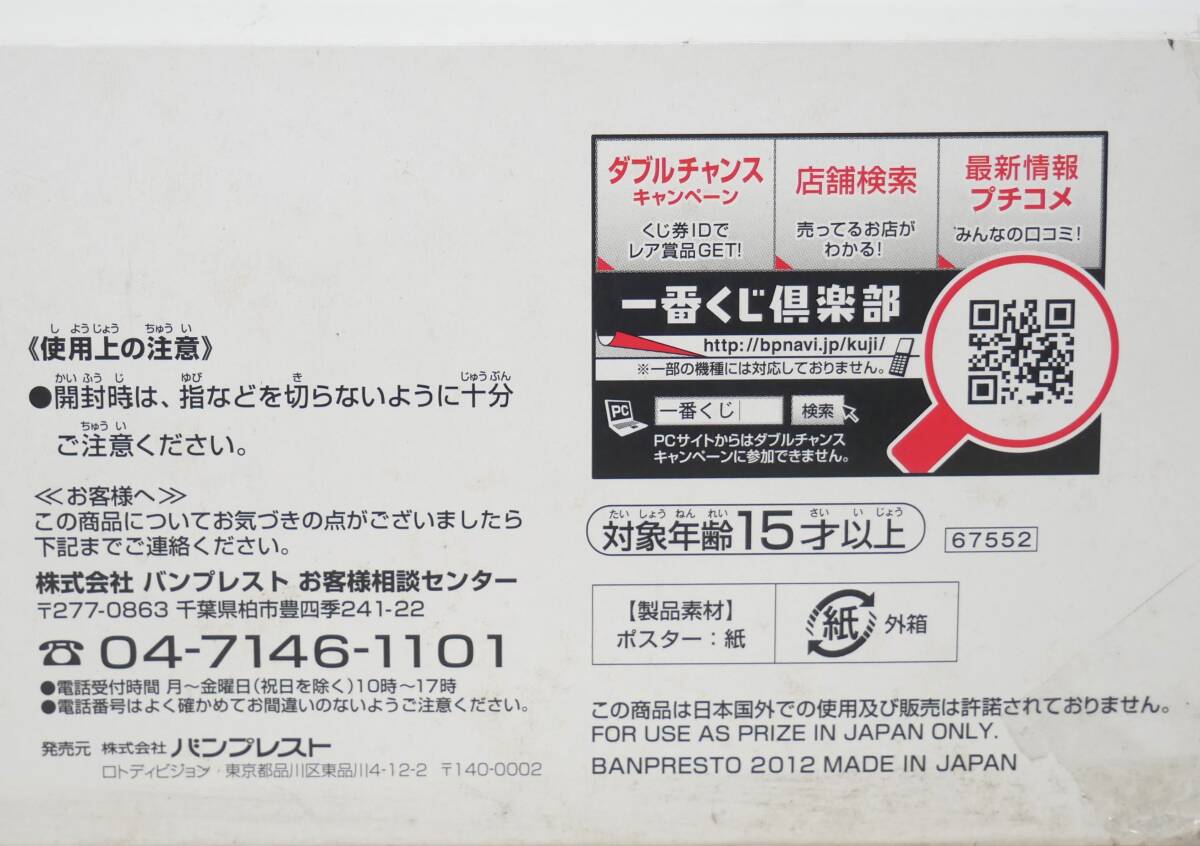 《使用上の注意》
し ようじょう ちゅう い
●開封時は、指などを切らないように十分
かい ふう じ ゆび き じゅうぶん
ご注意ください。
ちゅう い
≪お客様へ≫
この商品についてお気づきの点がございましたら
下記までご連絡ください。
株式会社 バンプレスト お客様相談センター
〒277-0863 千葉県柏市豊四季241-22
☎ 04-7146-1101
●電話受付時間 月〜金曜日(祝日を除く)10時〜17時
●電話番号はよく確かめてお間違いのないようご注意ください。
発売元 株式会社 バンプレスト
ロトディビジョン 東京都品川区東品川4-12-2 〒140-0002
ダブルチャンス
キャンペーン
くじ券IDで
レア賞品GET!
店舗検索
売ってるお店が
わかる!
最新情報
プチコメ
みんなの口コミ!
一番くじ倶楽部
http://bpnavi.jp/kuji/
※一部の機種には対応しておりません。
PC 一番くじ 検索
PCサイトからはダブルチャンス
キャンペーンに参加できません。
対象年齢15才以上
たい しょう ねん れい さい い じょう
67552
【製品素材】
ポスター：紙
紙 外箱
この商品は日本国外での使用及び販売は許諾されておりません。
FOR USE AS PRIZE IN JAPAN ONLY.
BANPRESTO 2012 MADE IN JAPAN